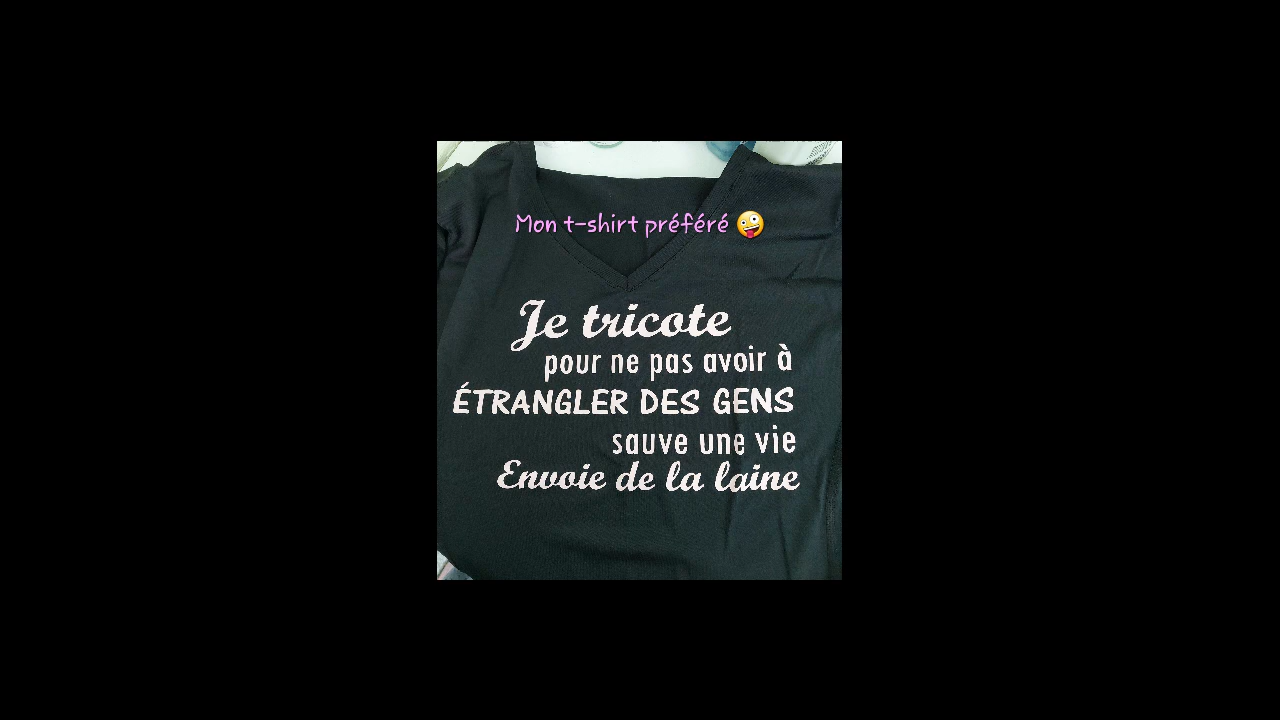 Mon t-shirt préféré 🤪
Je tricote
pour ne pas avoir à
ÉTRANGLER DES GENS
sauve une vie
Envoie de la laine